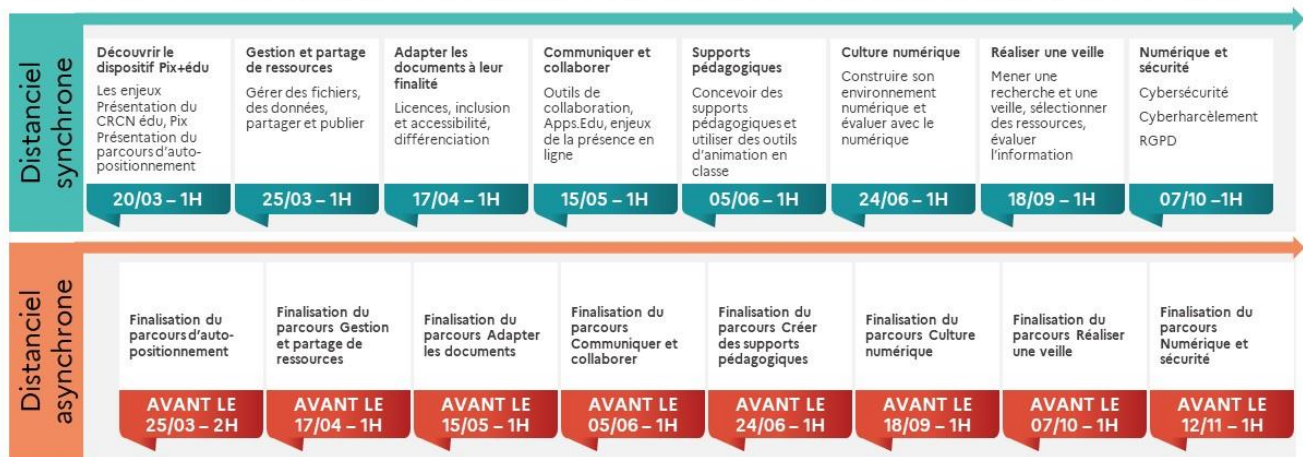 Distanciel
synchrone
Découvrir le
dispositif Pix+édu
Les enjeux
Présentation du
CRCN édu, Pix
Présentation du
parcours d'auto-
positionnement
20/03 – 1H
Gestion et partage
de ressources
Gérer des fichiers,
des données,
partager et publier
25/03 – 1H
Adapter les
documents à leur
finalité
Licences, inclusion
et accessibilité,
différenciation
17/04 – 1H
Communiquer et
collaborer
Outils de
collaboration,
Apps.Edu, enjeux
de la présence en
ligne
15/05 – 1H
Supports
pédagogiques
Concevoir des
supports
pédagogiques et
utiliser des outils
d'animation en
classe
05/06 – 1H
Culture numérique
Construire son
environnement
numérique et
évaluer avec le
numérique
24/06 – 1H
Réaliser une veille
Mener une
recherche et une
veille, sélectionner
des ressources,
évaluer
l'information
18/09 – 1H
Numérique et
sécurité
Cybersécurité
Cyberharcèlement
RGPD
07/10 –1H
Distanciel
asynchrone
Finalisation du
parcours d'auto-
positionnement
AVANT LE
25/03 – 2H
Finalisation du
parcours Gestion
et partage de
ressources
AVANT LE
17/04 – 1H
Finalisation du
parcours Adapter
les documents
AVANT LE
15/05 – 1H
Finalisation du
parcours
Communiquer et
collaborer
AVANT LE
05/06 – 1H
Finalisation du
parcours Créer
des supports
pédagogiques
AVANT LE
24/06 – 1H
Finalisation du
parcours Culture
numérique
AVANT LE
18/09 – 1H
Finalisation du
parcours Réaliser
une veille
AVANT LE
07/10 – 1H
Finalisation du
parcours
Numérique et
sécurité
AVANT LE
12/11 – 1H